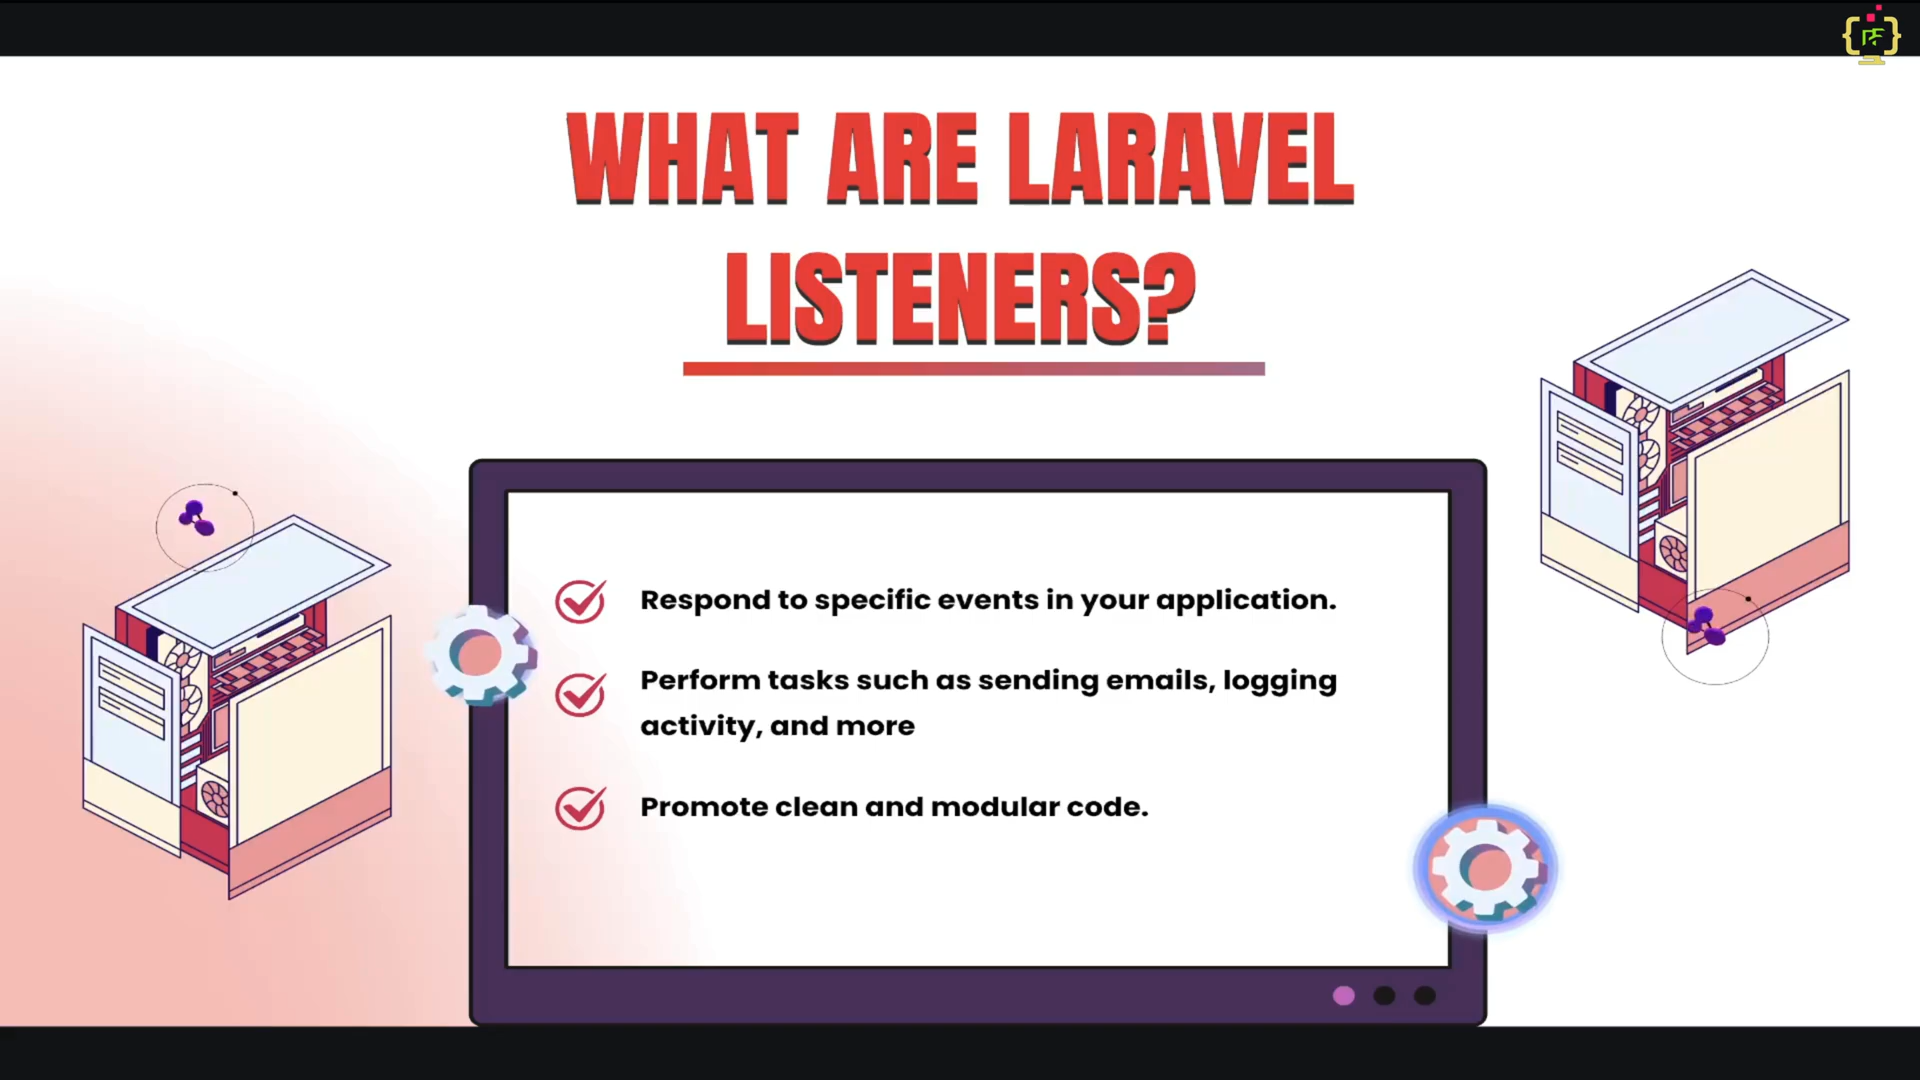 WHAT ARE LARAVEL
LISTENERS?
Respond to specific events in your application.
Perform tasks such as sending emails, logging
activity, and more
Promote clean and modular code.